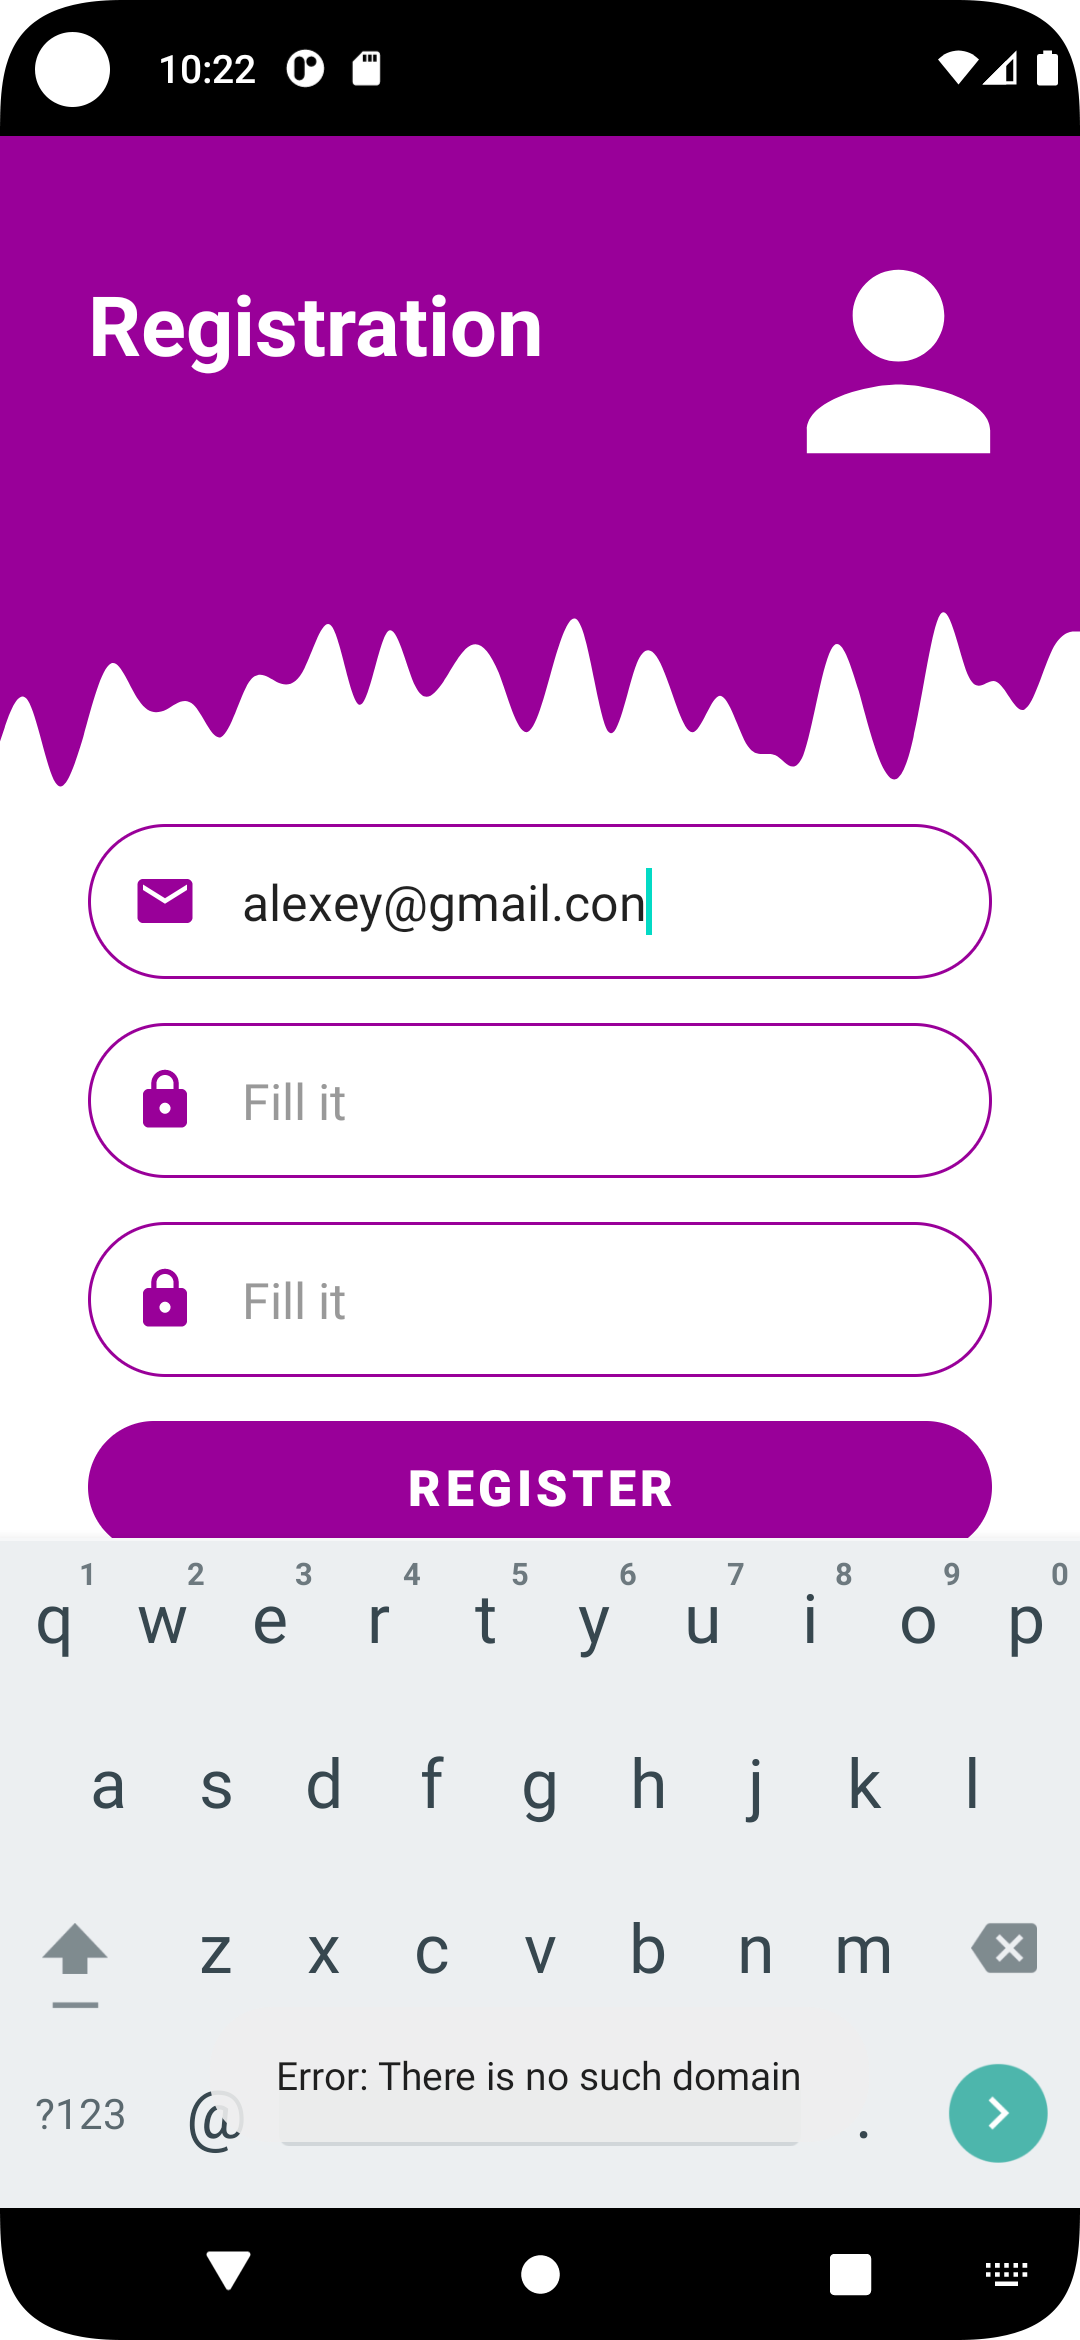 10:22
Registration
alexey@gmail.con
Fill it
Fill it
REGISTER
1 2 3 4 5 6 7 8 9 0
q w e r t y u i o p
a s d f g h j k l
z x c v b n m
Error: There is no such domain
?123 @ .